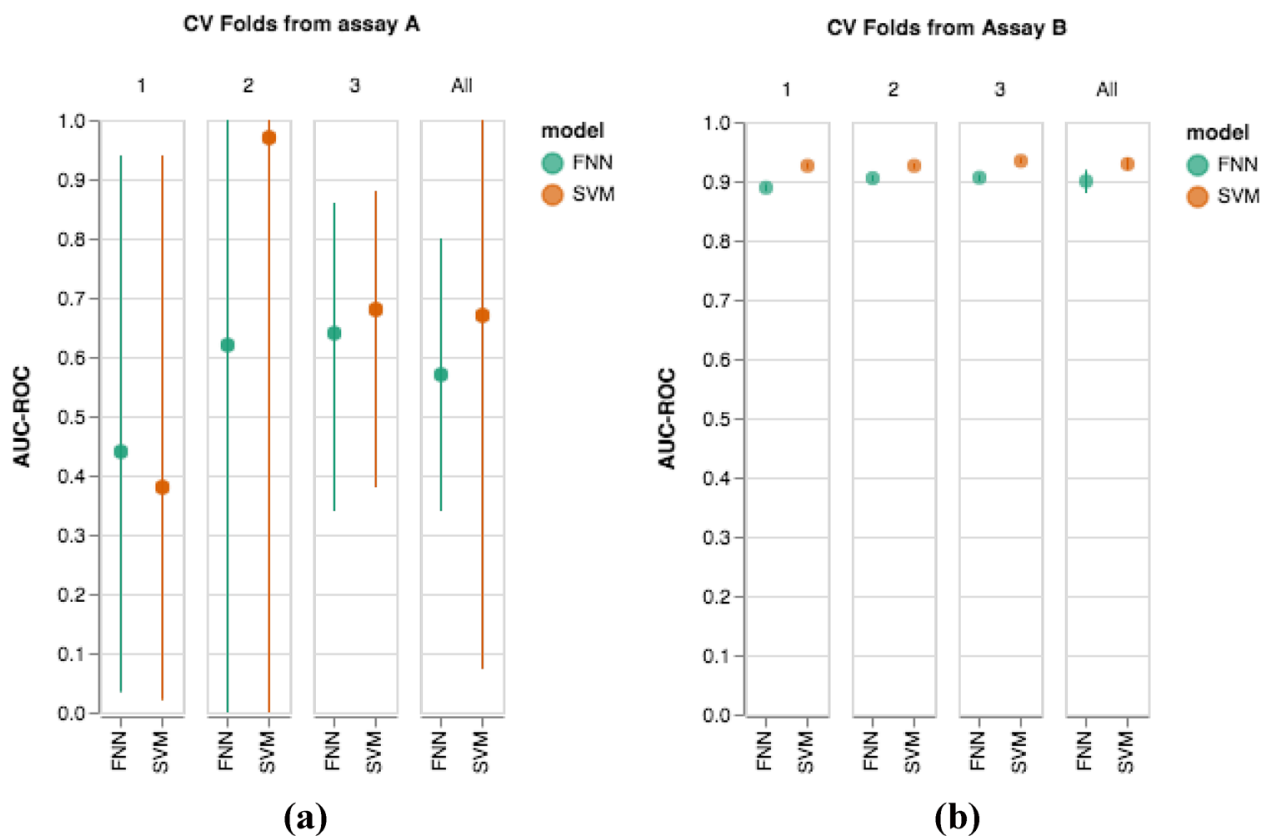 CV Folds from assay A
1 2 3 All
1.0
0.9
0.8
0.7
0.6
0.5
0.4
0.3
0.2
0.1
0.0
AUC-ROC
FNN SVM FNN SVM FNN SVM FNN SVM
model
FNN
SVM
(a)
CV Folds from Assay B
1 2 3 All
1.0
0.9
0.8
0.7
0.6
0.5
0.4
0.3
0.2
0.1
0.0
AUC-ROC
FNN SVM FNN SVM FNN SVM FNN SVM
model
FNN
SVM
(b)